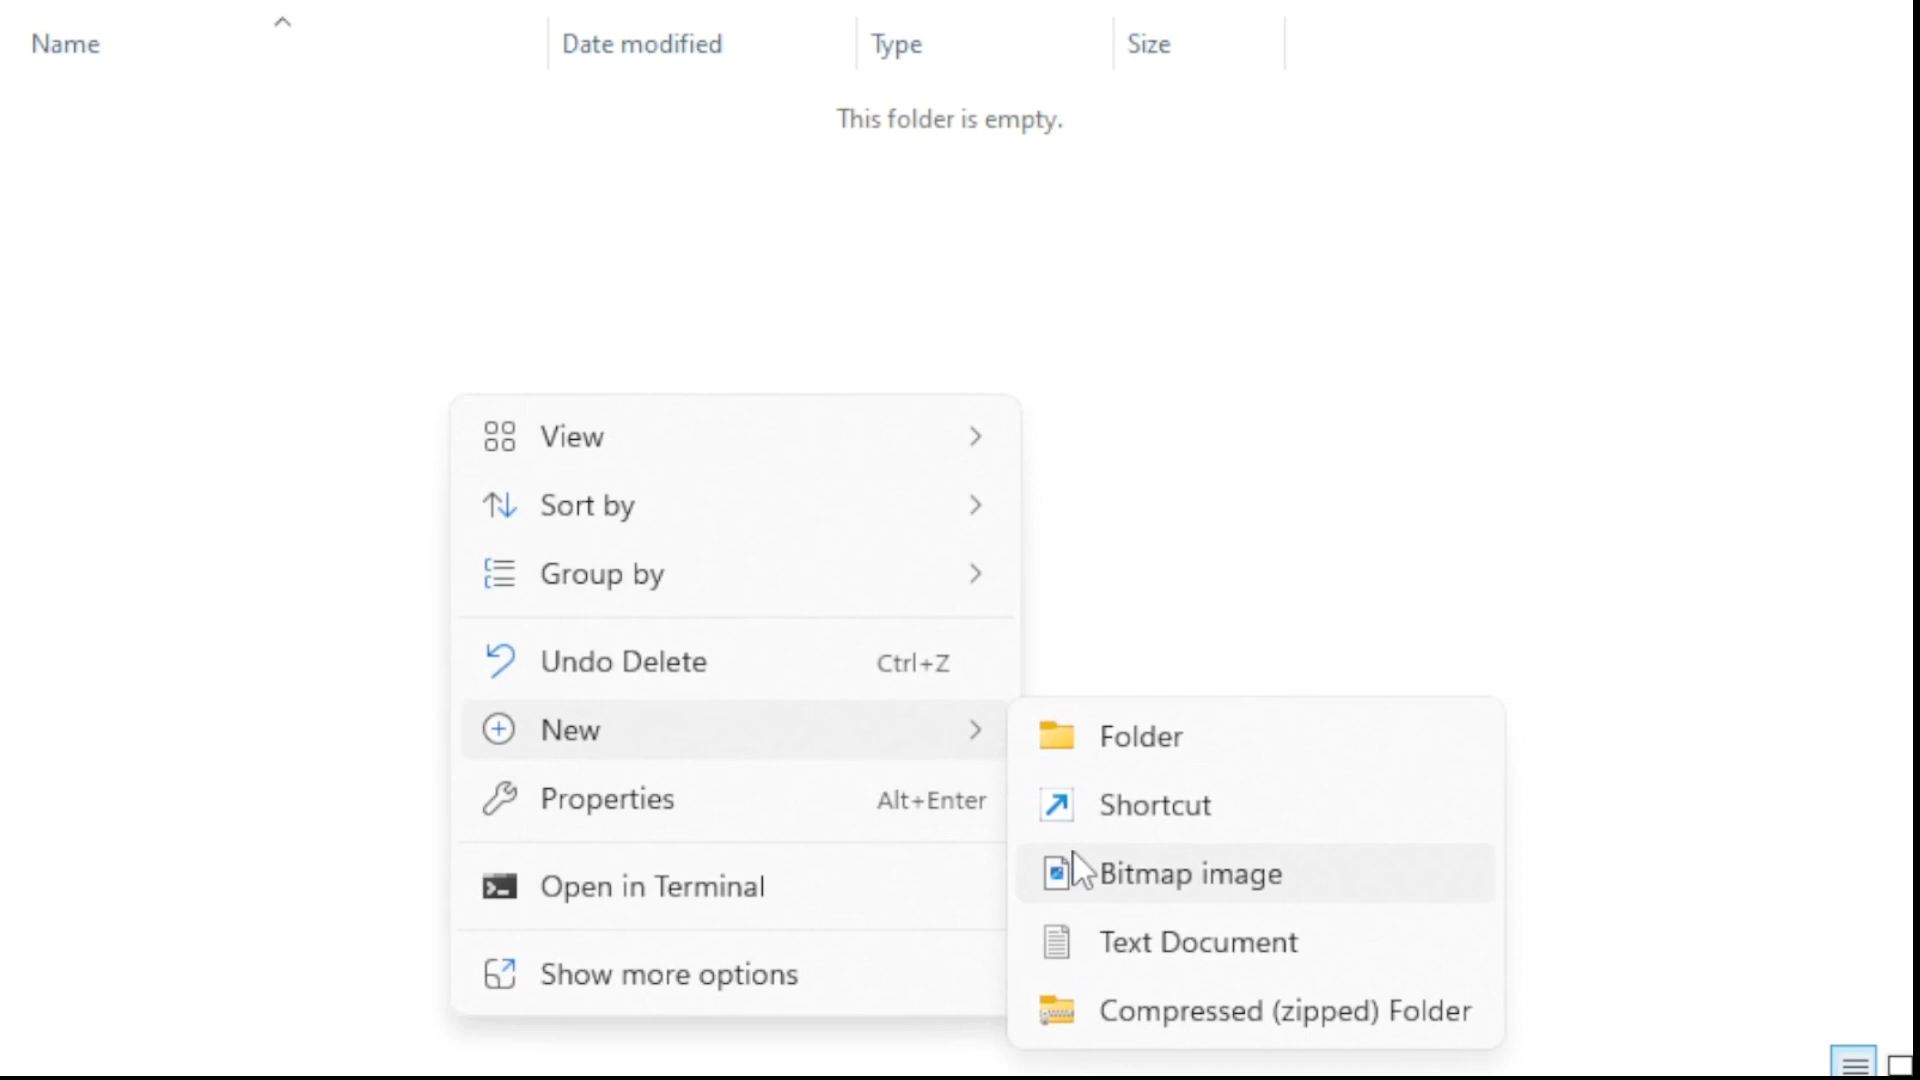 Name
Date modified
Type
Size
This folder is empty.
View
Sort by
Group by
Undo Delete Ctrl+Z
New
Properties Alt+Enter
Open in Terminal
Show more options
Folder
Shortcut
Bitmap image
Text Document
Compressed (zipped) Folder